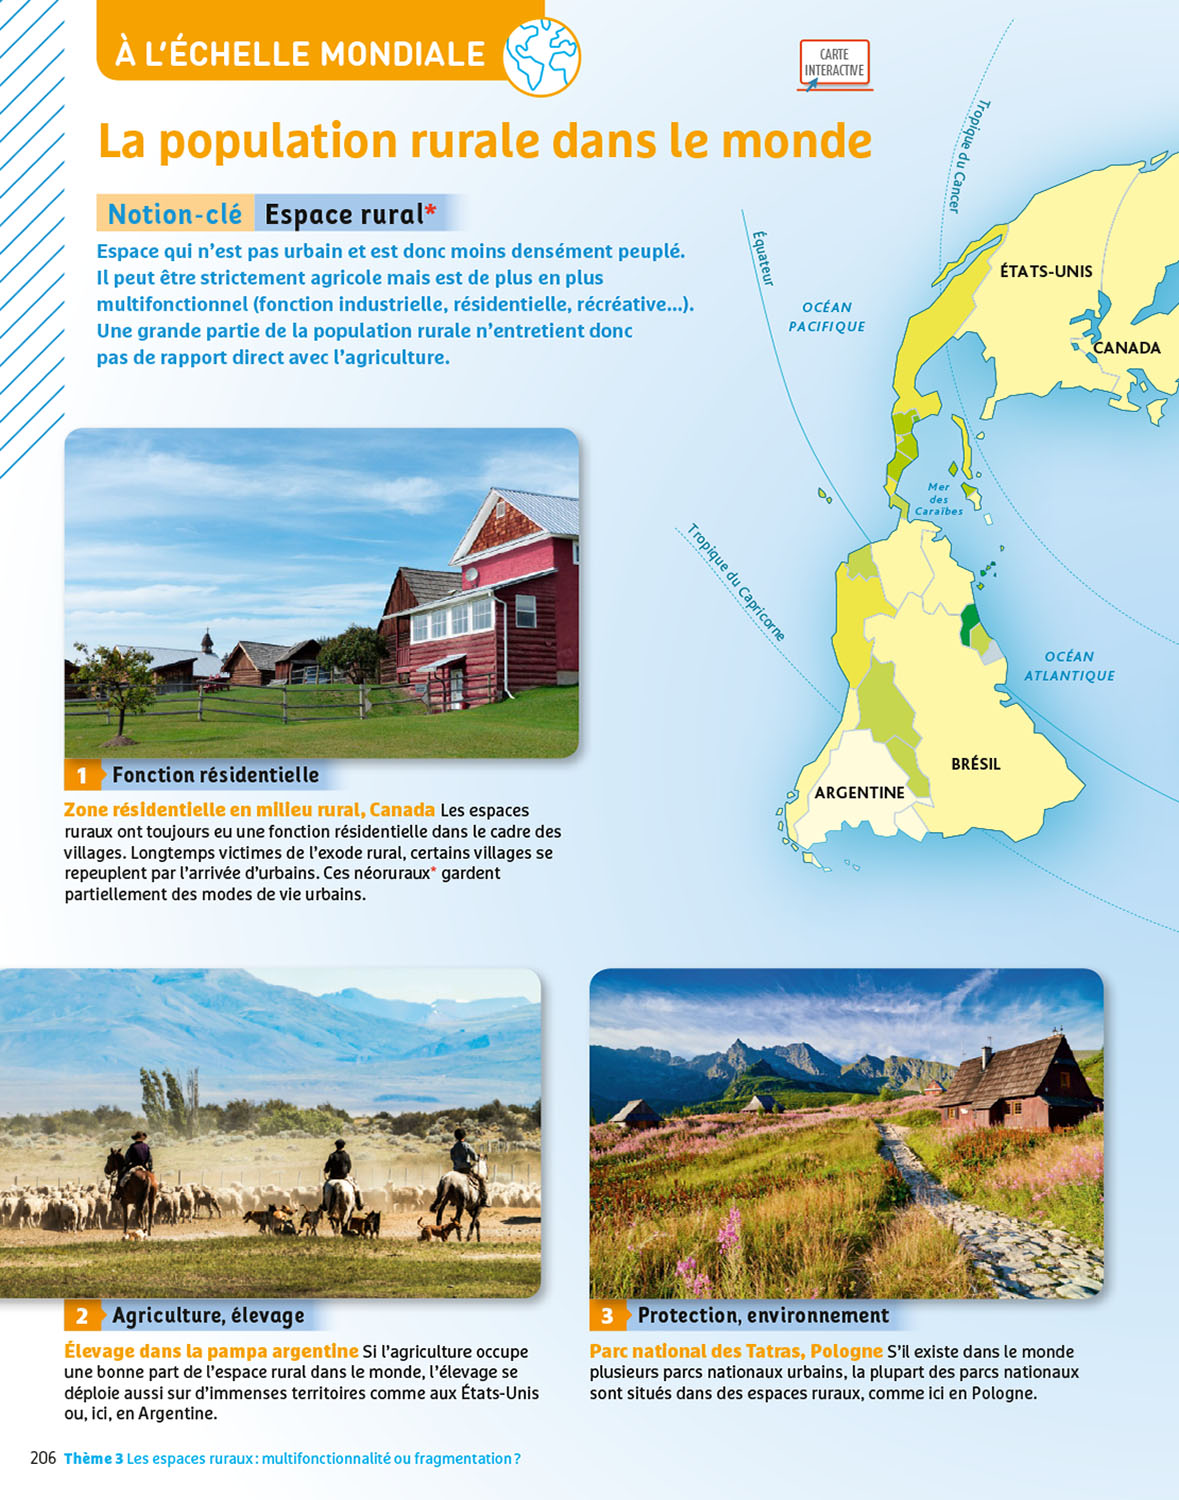 À L'ÉCHELLE MONDIALE
CARTE
INTERACTIVE
La population rurale dans le monde
Notion-clé Espace rural*
Espace qui n'est pas urbain et est donc moins densément peuplé.
Il peut être strictement agricole mais est de plus en plus
multifonctionnel (fonction industrielle, résidentielle, récréative...).
Une grande partie de la population rurale n'entretient donc
pas de rapport direct avec l'agriculture.
Tropique du Cancer
Équateur
OCÉAN
PACIFIQUE
ÉTATS-UNIS
CANADA
Mer
des
Caraïbes
Tropique du Capricorne
OCÉAN
ATLANTIQUE
BRÉSIL
ARGENTINE
1 Fonction résidentielle
Zone résidentielle en milieu rural, Canada Les espaces
ruraux ont toujours eu une fonction résidentielle dans le cadre des
villages. Longtemps victimes de l'exode rural, certains villages se
repeuplent par l'arrivée d'urbains. Ces néoruraux* gardent
partiellement des modes de vie urbains.
2 Agriculture, élevage
Élevage dans la pampa argentine Si l'agriculture occupe
une bonne part de l'espace rural dans le monde, l'élevage se
déploie aussi sur d'immenses territoires comme aux États-Unis
ou, ici, en Argentine.
3 Protection, environnement
Parc national des Tatras, Pologne S'il existe dans le monde
plusieurs parcs nationaux urbains, la plupart des parcs nationaux
sont situés dans des espaces ruraux, comme ici en Pologne.
206 Thème 3 Les espaces ruraux : multifonctionnalité ou fragmentation ?